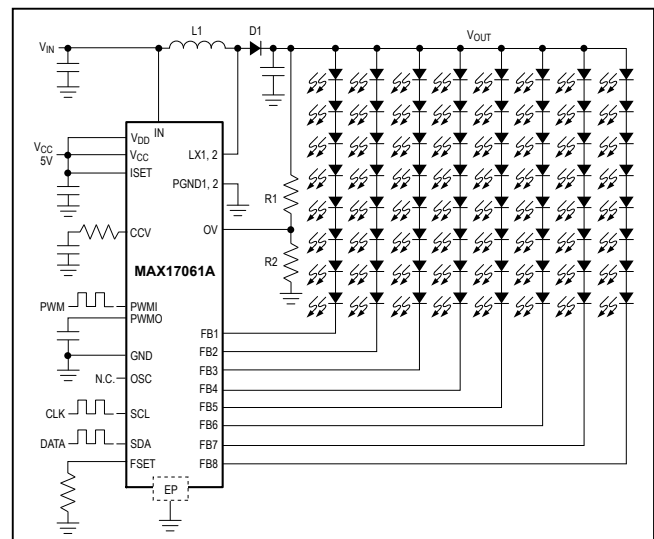 VIN
L1
D1
VOUT
IN
VDD
VCC
5V
VCC
LX1, 2
ISET
PGND1, 2
R1
CCV
OV
MAX17061A
R2
PWM
PWMI
PWMO
FB1
GND
FB2
N.C.
OSC
FB3
FB4
CLK
SCL
FB5
FB6
DATA
SDA
FB7
FSET
FB8
EP